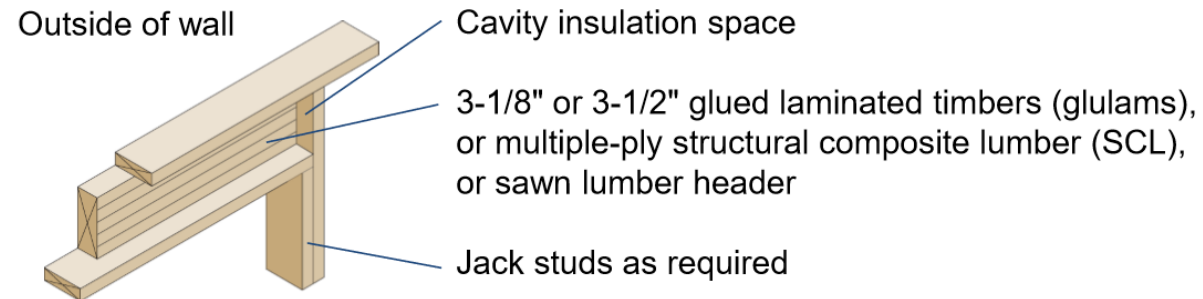 Outside of wall
Cavity insulation space
3-1/8" or 3-1/2" glued laminated timbers (glulams),
or multiple-ply structural composite lumber (SCL),
or sawn lumber header
Jack studs as required